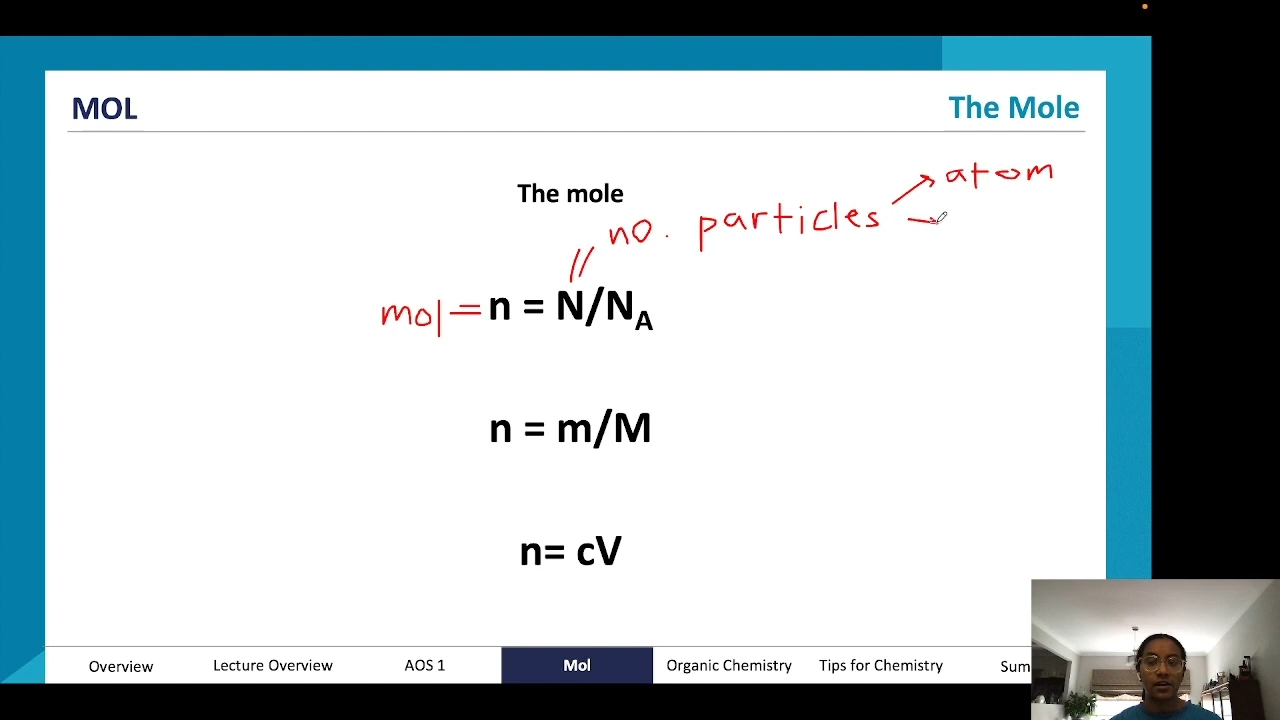 MOL
The Mole
The mole
atom
no. particles
mol = n = N/NA
n = m/M
n= cV
Overview
Lecture Overview
AOS 1
Mol
Organic Chemistry
Tips for Chemistry
Sum